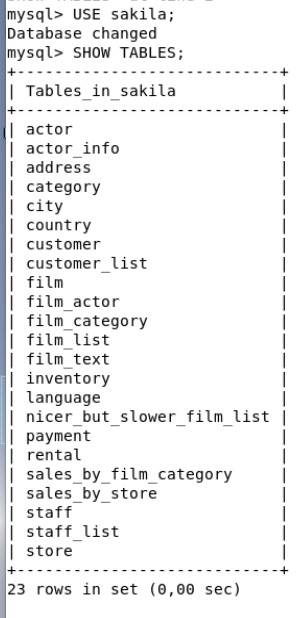 mysql> USE sakila;
Database changed
mysql> SHOW TABLES;
+----------------------------+
| Tables_in_sakila           |
+----------------------------+
| actor                      |
| actor_info                 |
| address                    |
| category                   |
| city                       |
| country                    |
| customer                   |
| customer_list              |
| film                       |
| film_actor                 |
| film_category              |
| film_list                  |
| film_text                  |
| inventory                  |
| language                   |
| nicer_but_slower_film_list |
| payment                    |
| rental                     |
| sales_by_film_category     |
| sales_by_store             |
| staff                      |
| staff_list                 |
| store                      |
+----------------------------+
23 rows in set (0,00 sec)